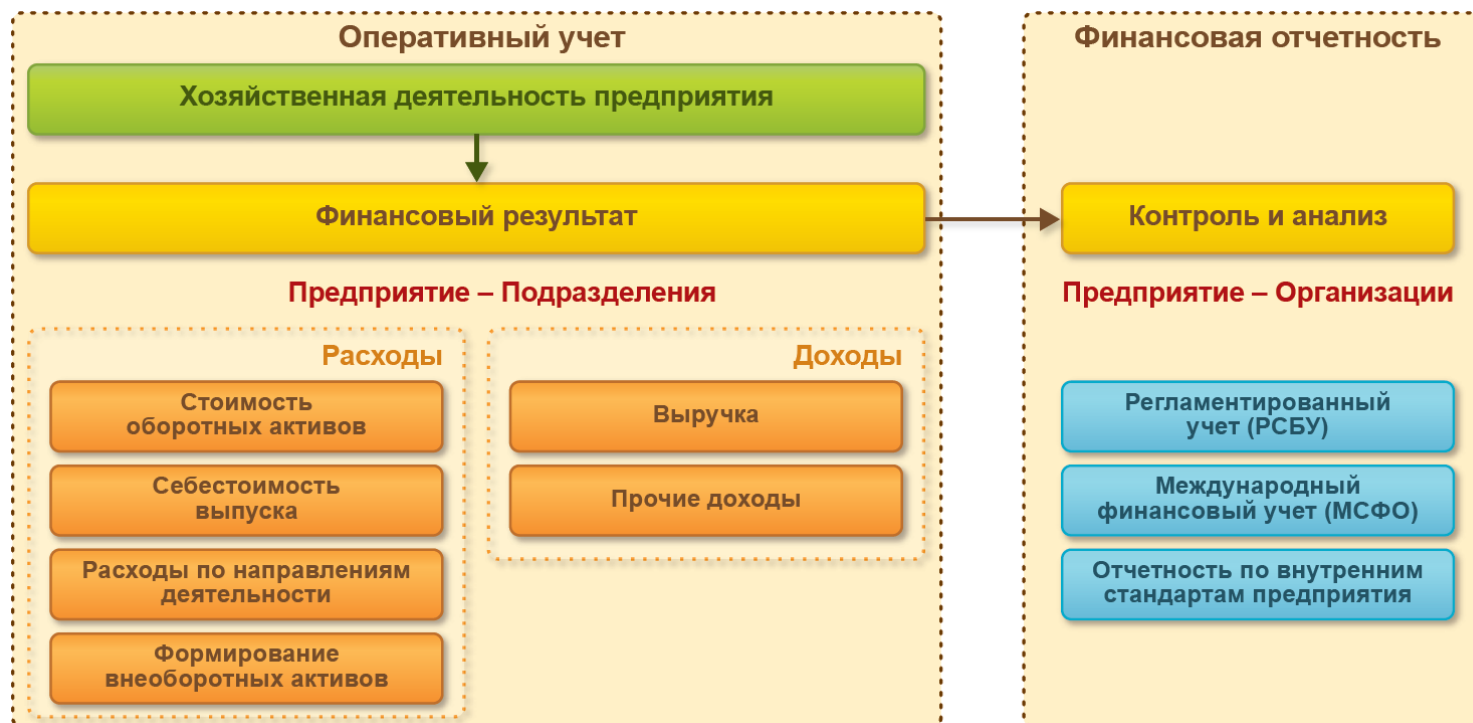 Оперативный учет
Хозяйственная деятельность предприятия
Финансовый результат
Предприятие – Подразделения
Расходы
Стоимость
оборотных активов
Себестоимость
выпуска
Расходы по направлениям
деятельности
Формирование
внеоборотных активов
Доходы
Выручка
Прочие доходы
Финансовая отчетность
Контроль и анализ
Предприятие – Организации
Регламентированный
учет (РСБУ)
Международный
финансовый учет (МСФО)
Отчетность по внутренним
стандартам предприятия